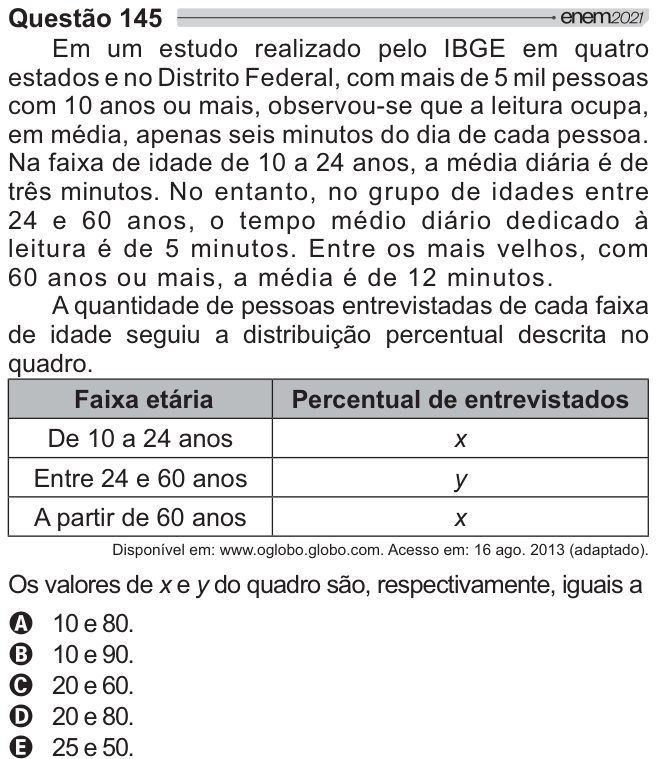 Questão 145
enem2021
Em um estudo realizado pelo IBGE em quatro
estados e no Distrito Federal, com mais de 5 mil pessoas
com 10 anos ou mais, observou-se que a leitura ocupa,
em média, apenas seis minutos do dia de cada pessoa.
Na faixa de idade de 10 a 24 anos, a média diária é de
três minutos. No entanto, no grupo de idades entre
24 e 60 anos, o tempo médio diário dedicado à
leitura é de 5 minutos. Entre os mais velhos, com
60 anos ou mais, a média é de 12 minutos.
A quantidade de pessoas entrevistadas de cada faixa
de idade seguiu a distribuição percentual descrita no
quadro.
Faixa etária Percentual de entrevistados
De 10 a 24 anos x
Entre 24 e 60 anos y
A partir de 60 anos x
Disponível em: www.oglobo.globo.com. Acesso em: 16 ago. 2013 (adaptado).
Os valores de x e y do quadro são, respectivamente, iguais a
A 10 e 80.
B 10 e 90.
C 20 e 60.
D 20 e 80.
E 25 e 50.